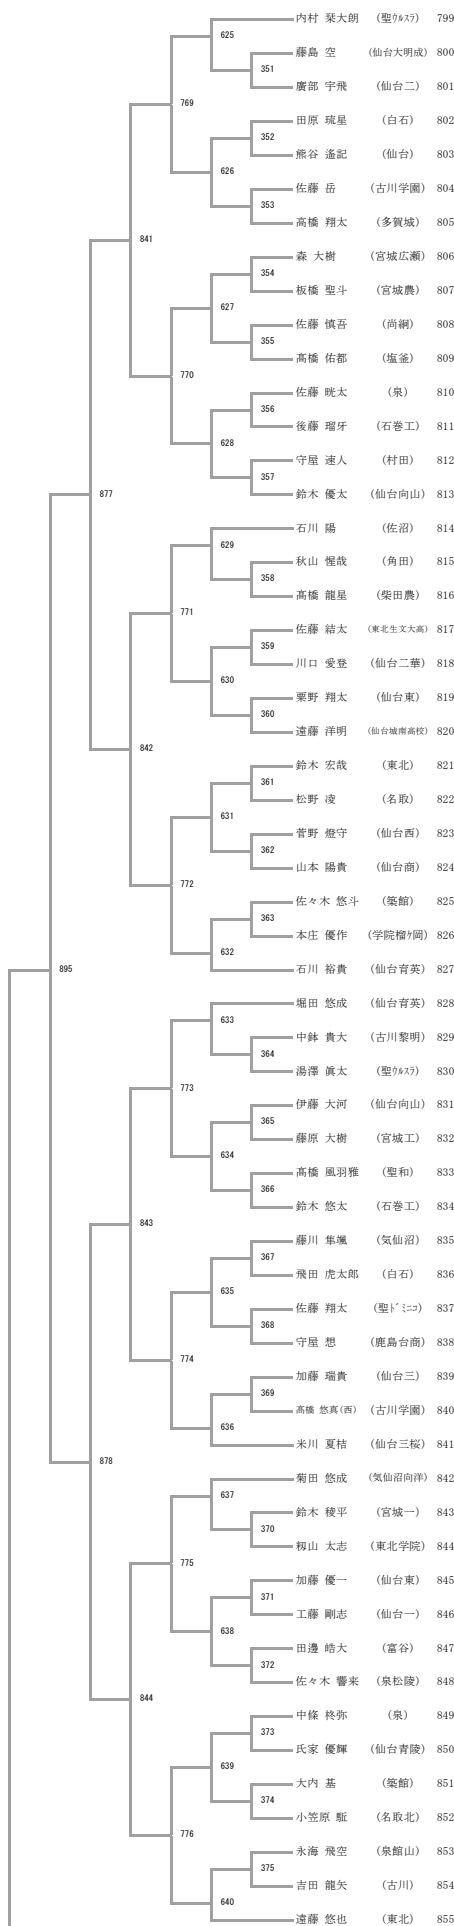 内村 栞大朗 (聖ｳﾙｽﾗ) 799
625
藤島 空 (仙台大明成) 800
351
廣部 宇飛 (仙台二) 801
769
田原 琉星 (白石) 802
352
熊谷 遙記 (仙台) 803
626
佐藤 岳 (古川学園) 804
353
高橋 翔太 (多賀城) 805
841
森 大樹 (宮城広瀬) 806
354
板橋 聖斗 (宮城農) 807
627
佐藤 慎吾 (尚絅) 808
355
髙橋 佑都 (塩釜) 809
770
佐藤 晄太 (泉) 810
356
後藤 瑠牙 (石巻工) 811
628
守屋 速人 (村田) 812
357
鈴木 優太 (仙台向山) 813
877
石川 陽 (佐沼) 814
629
秋山 惺哉 (角田) 815
358
髙橋 龍星 (柴田農) 816
771
佐藤 結太 (東北生文大高) 817
359
川口 愛登 (仙台二華) 818
630
粟野 翔太 (仙台東) 819
360
遠藤 洋明 (仙台城南高校) 820
842
鈴木 宏哉 (東北) 821
361
松野 凌 (名取) 822
631
菅野 燈守 (仙台西) 823
362
山本 陽貴 (仙台商) 824
772
佐々木 悠斗 (築館) 825
363
本庄 優作 (学院榴ヶ岡) 826
632
石川 裕貴 (仙台育英) 827
895
堀田 悠成 (仙台育英) 828
633
中鉢 貴大 (古川黎明) 829
364
湯澤 眞太 (聖ｳﾙｽﾗ) 830
773
伊藤 大河 (仙台向山) 831
365
藤原 大樹 (宮城工) 832
634
髙橋 風羽雅 (聖和) 833
366
鈴木 悠太 (石巻工) 834
843
藤川 隼颯 (気仙沼) 835
367
飛田 虎太郎 (白石) 836
635
佐藤 翔太 (聖ﾄﾞﾐﾆｺ) 837
368
守屋 想 (鹿島台商) 838
774
加藤 瑞貴 (仙台三) 839
369
髙橋 悠真(西) (古川学園) 840
636
米川 夏桔 (仙台三桜) 841
878
菊田 悠成 (気仙沼向洋) 842
637
鈴木 稜平 (宮城一) 843
370
籾山 太志 (東北学院) 844
775
加藤 優一 (仙台東) 845
371
工藤 剛志 (仙台一) 846
638
田邊 皓大 (富谷) 847
372
佐々木 響来 (泉松陵) 848
844
中條 柊弥 (泉) 849
373
氏家 優輝 (仙台青陵) 850
639
大内 基 (築館) 851
374
小笠原 駈 (名取北) 852
776
永海 飛空 (泉館山) 853
375
吉田 龍矢 (古川) 854
640
遠藤 悠也 (東北) 855